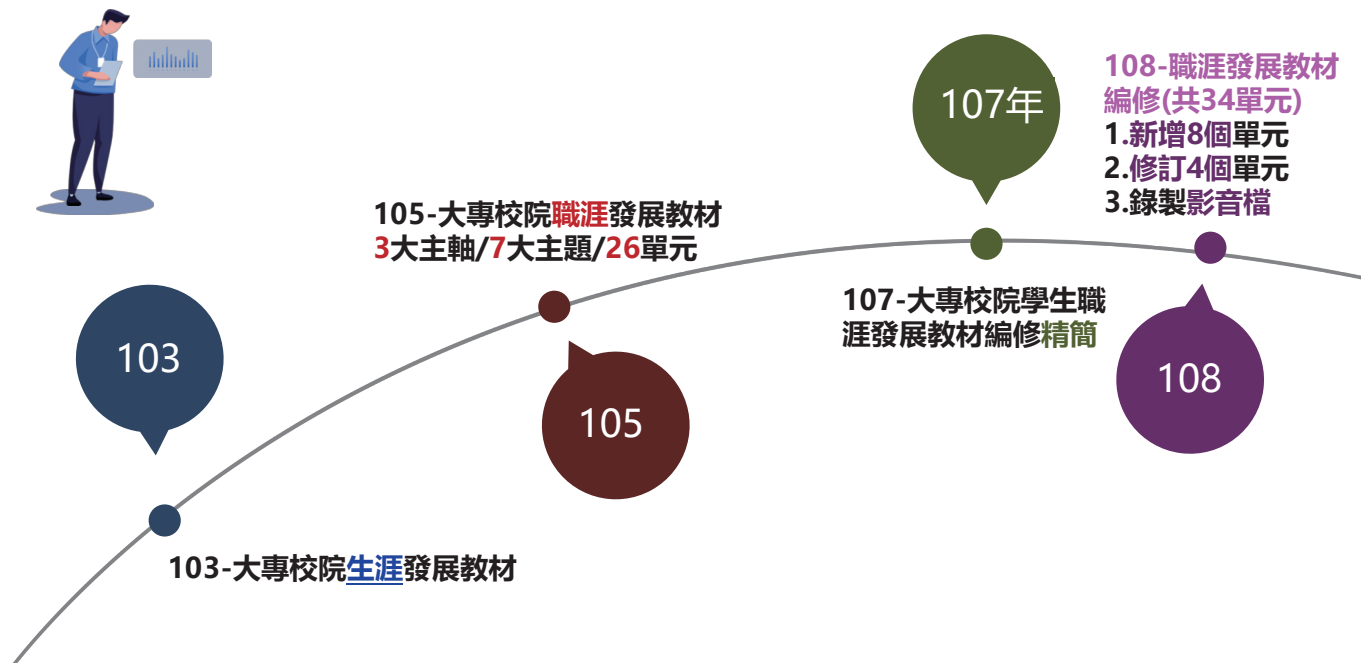 103
103-大專校院生涯發展教材
105-大專校院職涯發展教材
3大主軸/7大主題/26單元
105
107年
107-大專校院學生職
涯發展教材編修精簡
108-職涯發展教材
編修(共34單元)
1.新增8個單元
2.修訂4個單元
3.錄製影音檔
108